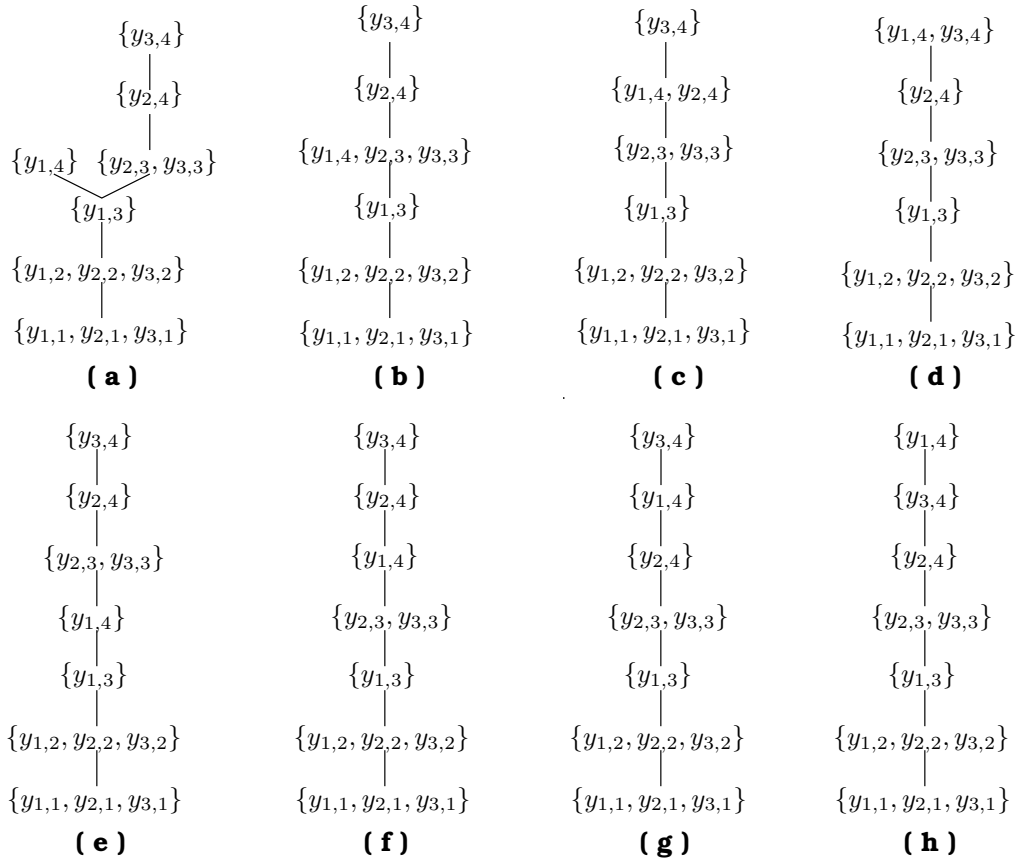 {y_{3,4}} {y_{3,4}} {y_{3,4}} {y_{1,4}, y_{3,4}}
{y_{2,4}} {y_{2,4}} {y_{1,4}, y_{2,4}} {y_{2,4}}
{y_{1,4}} {y_{2,3}, y_{3,3}} {y_{1,4}, y_{2,3}, y_{3,3}} {y_{2,3}, y_{3,3}} {y_{2,3}, y_{3,3}}
{y_{1,3}} {y_{1,3}} {y_{1,3}} {y_{1,3}}
{y_{1,2}, y_{2,2}, y_{3,2}} {y_{1,2}, y_{2,2}, y_{3,2}} {y_{1,2}, y_{2,2}, y_{3,2}} {y_{1,2}, y_{2,2}, y_{3,2}}
{y_{1,1}, y_{2,1}, y_{3,1}} {y_{1,1}, y_{2,1}, y_{3,1}} {y_{1,1}, y_{2,1}, y_{3,1}} {y_{1,1}, y_{2,1}, y_{3,1}}
( a ) ( b ) ( c ) ( d )
{y_{3,4}} {y_{3,4}} {y_{3,4}} {y_{1,4}}
{y_{2,4}} {y_{2,4}} {y_{1,4}} {y_{3,4}}
{y_{2,3}, y_{3,3}} {y_{1,4}} {y_{2,4}} {y_{2,4}}
{y_{1,4}} {y_{2,3}, y_{3,3}} {y_{2,3}, y_{3,3}} {y_{2,3}, y_{3,3}}
{y_{1,3}} {y_{1,3}} {y_{1,3}} {y_{1,3}}
{y_{1,2}, y_{2,2}, y_{3,2}} {y_{1,2}, y_{2,2}, y_{3,2}} {y_{1,2}, y_{2,2}, y_{3,2}} {y_{1,2}, y_{2,2}, y_{3,2}}
{y_{1,1}, y_{2,1}, y_{3,1}} {y_{1,1}, y_{2,1}, y_{3,1}} {y_{1,1}, y_{2,1}, y_{3,1}} {y_{1,1}, y_{2,1}, y_{3,1}}
( e ) ( f ) ( g ) ( h )